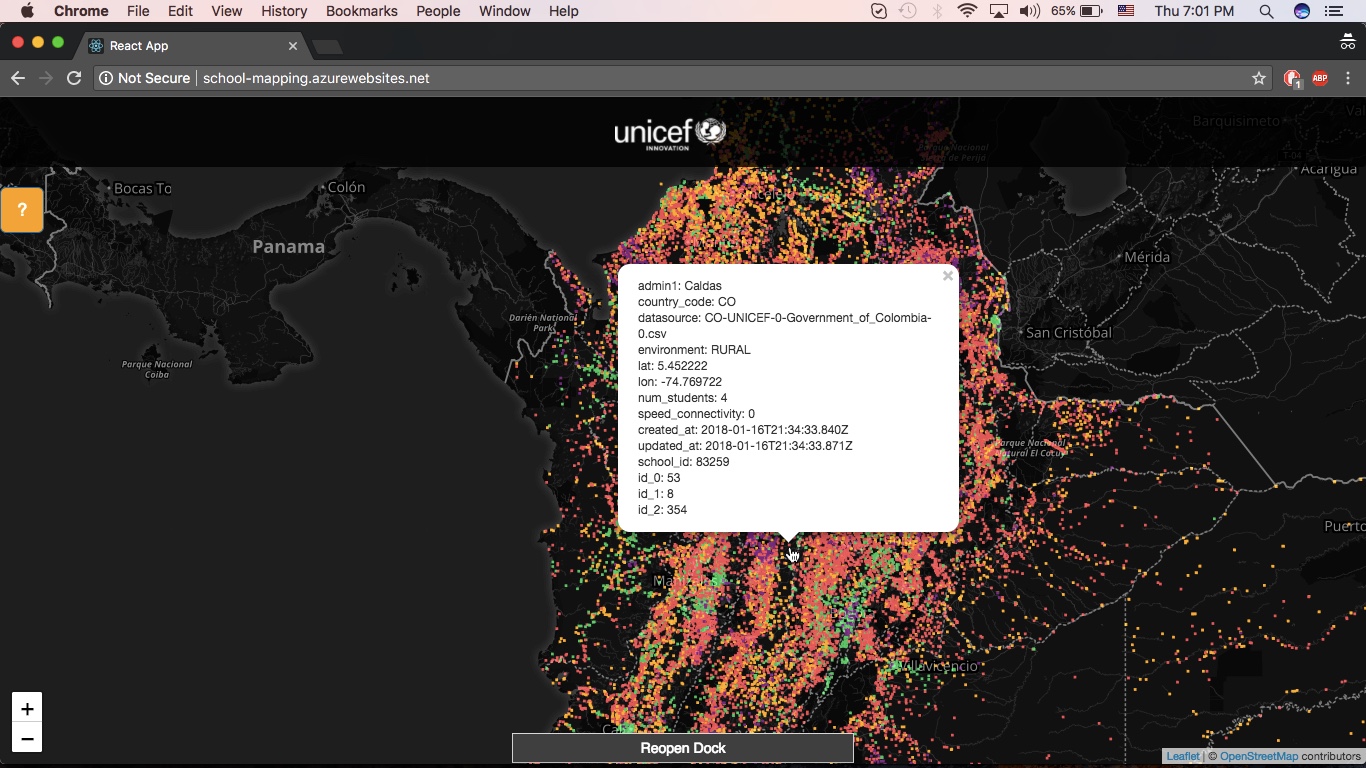 Chrome File Edit View History Bookmarks People Window Help 65% Thu 7:01 PM
React App
Not Secure school-mapping.azurewebsites.net ABP 1
unicef
INNOVATION
Barquisimeto
Acarigua
Bocas To
Colón
?
Panama
Mérida
Darién National
Park
San Cristóbal
Parque Nacional
Coiba
admin1: Caldas
country_code: CO
datasource: CO-UNICEF-0-Government_of_Colombia-
0.csv
environment: RURAL
lat: 5.452222
lon: -74.769722
num_students: 4
speed_connectivity: 0
created_at: 2018-01-16T21:34:33.840Z
updated_at: 2018-01-16T21:34:33.871Z
school_id: 83259
id_0: 53
id_1: 8
id_2: 354
Parque Nacional
Natural El Cocuy
Puerto
Villavicencio
+
−
Reopen Dock
Leaflet | © OpenStreetMap contributors